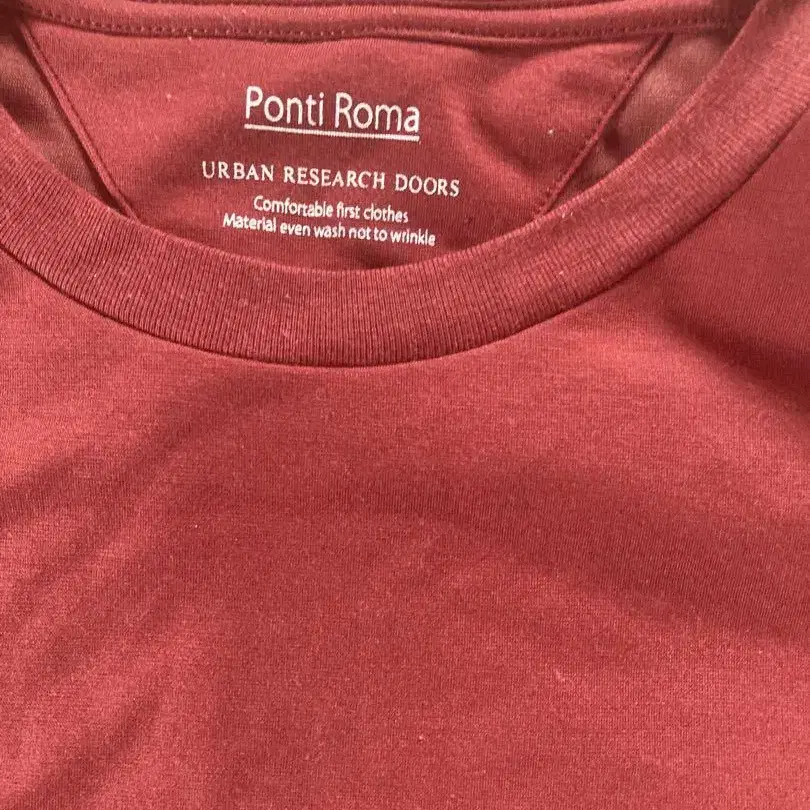 Ponti Roma
URBAN RESEARCH DOORS
Comfortable first clothes
Material even wash not to wrinkle